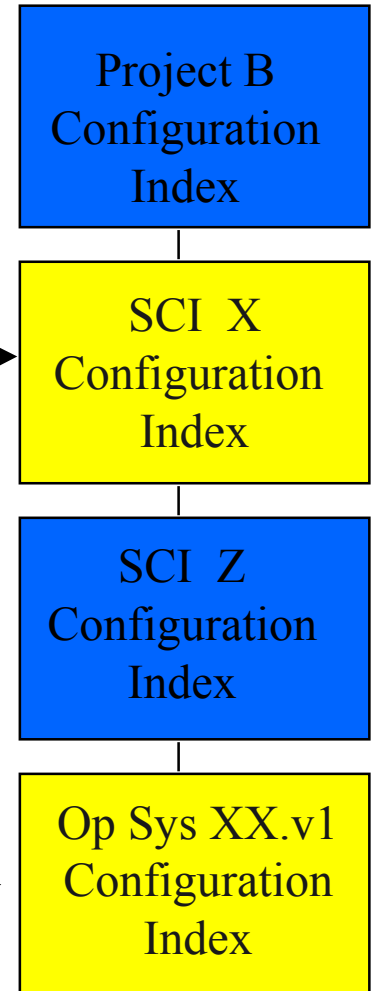 Project B
Configuration
Index
SCI X
Configuration
Index
SCI Z
Configuration
Index
Op Sys XX.v1
Configuration
Index